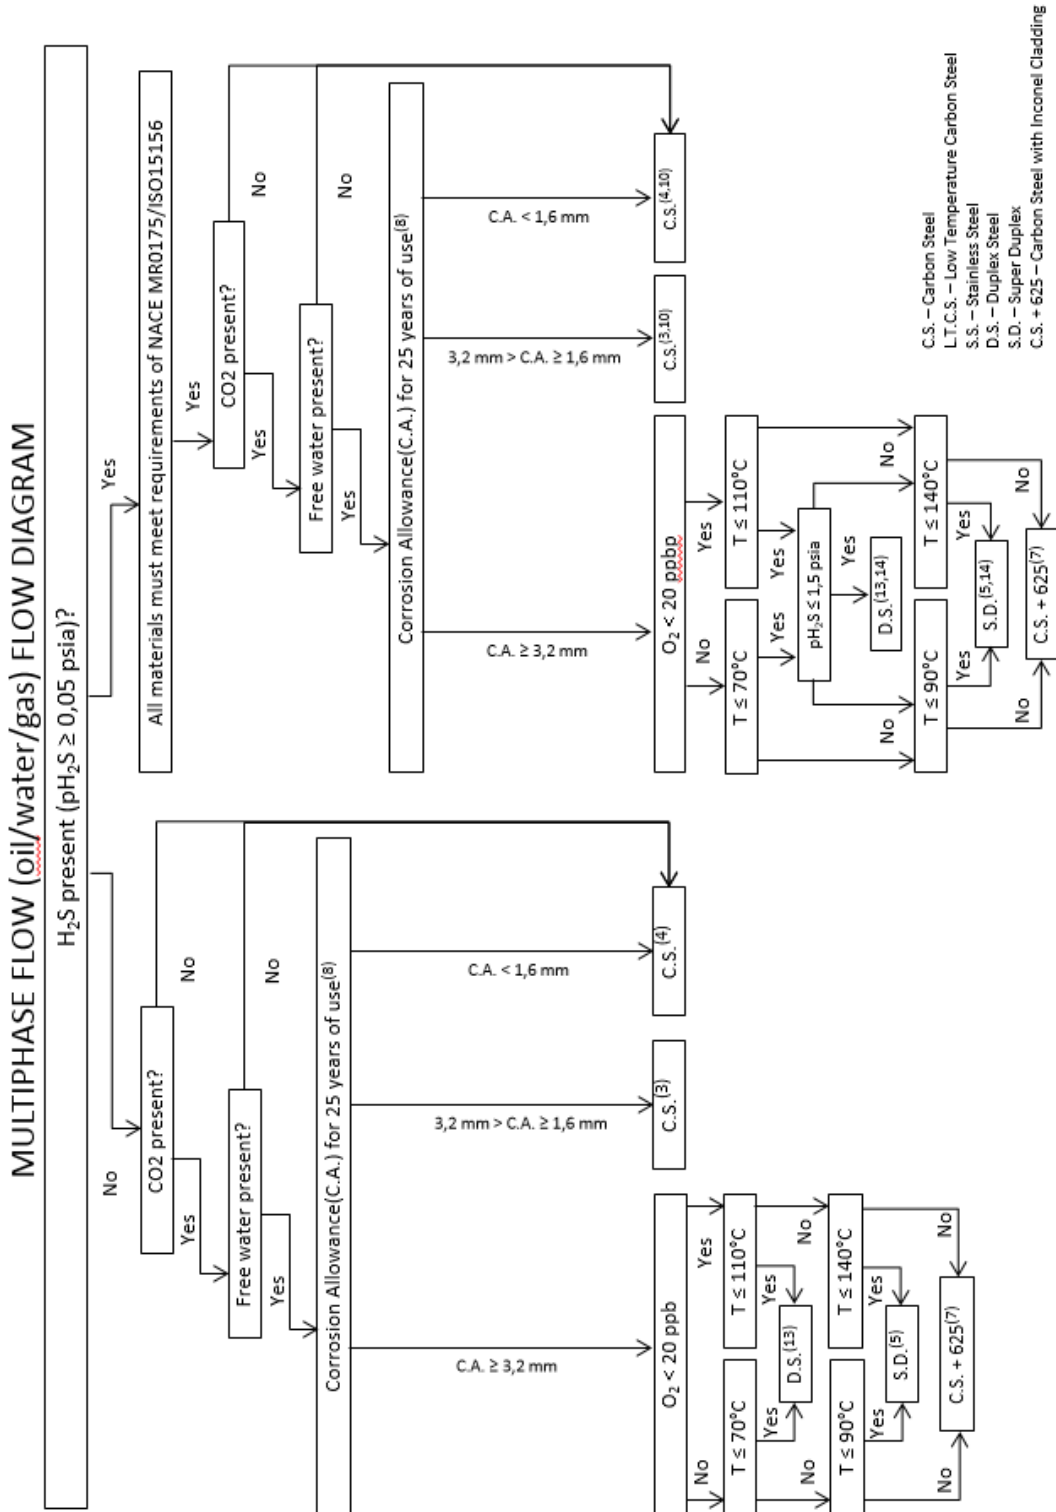 MULTIPHASE FLOW (oil/water/gas) FLOW DIAGRAM
H₂S present (pH₂S ≥ 0,05 psia)?
No
Yes
CO2 present?
No
Yes
Free water present?
No
Yes
Corrosion Allowance(C.A.) for 25 years of use⁽⁸⁾
C.A. ≥ 3,2 mm
3,2 mm > C.A. ≥ 1,6 mm
C.A. < 1,6 mm
O₂ < 20 ppb
C.S.⁽³⁾
C.S.⁽⁴⁾
No
Yes
T ≤ 70°C
T ≤ 110°C
Yes
Yes
D.S.⁽¹³⁾
No
No
T ≤ 90°C
T ≤ 140°C
Yes
Yes
S.D.⁽⁵⁾
No
No
C.S. + 625⁽⁷⁾
All materials must meet requirements of NACE MR0175/ISO15156
Yes
CO2 present?
No
Yes
Free water present?
No
Yes
Corrosion Allowance(C.A.) for 25 years of use⁽⁸⁾
C.A. ≥ 3,2 mm
3,2 mm > C.A. ≥ 1,6 mm
C.A. < 1,6 mm
O₂ < 20 ppbp
C.S.⁽³,¹⁰⁾
C.S.⁽⁴,¹⁰⁾
No
Yes
T ≤ 70°C
T ≤ 110°C
Yes
Yes
pH₂S ≤ 1,5 psia
Yes
D.S.⁽¹³,¹⁴⁾
No
No
T ≤ 90°C
T ≤ 140°C
Yes
Yes
S.D.⁽⁵,¹⁴⁾
No
No
C.S. + 625⁽⁷⁾
C.S. – Carbon Steel
L.T.C.S. – Low Temperature Carbon Steel
S.S. – Stainless Steel
D.S. – Duplex Steel
S.D. – Super Duplex
C.S. + 625 – Carbon Steel with Inconel Cladding